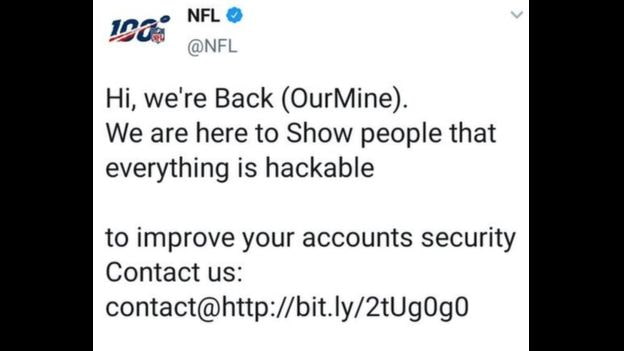 100 NFL
NFL
@NFL
Hi, we're Back (OurMine).
We are here to Show people that
everything is hackable
to improve your accounts security
Contact us:
contact@http://bit.ly/2tUg0g0